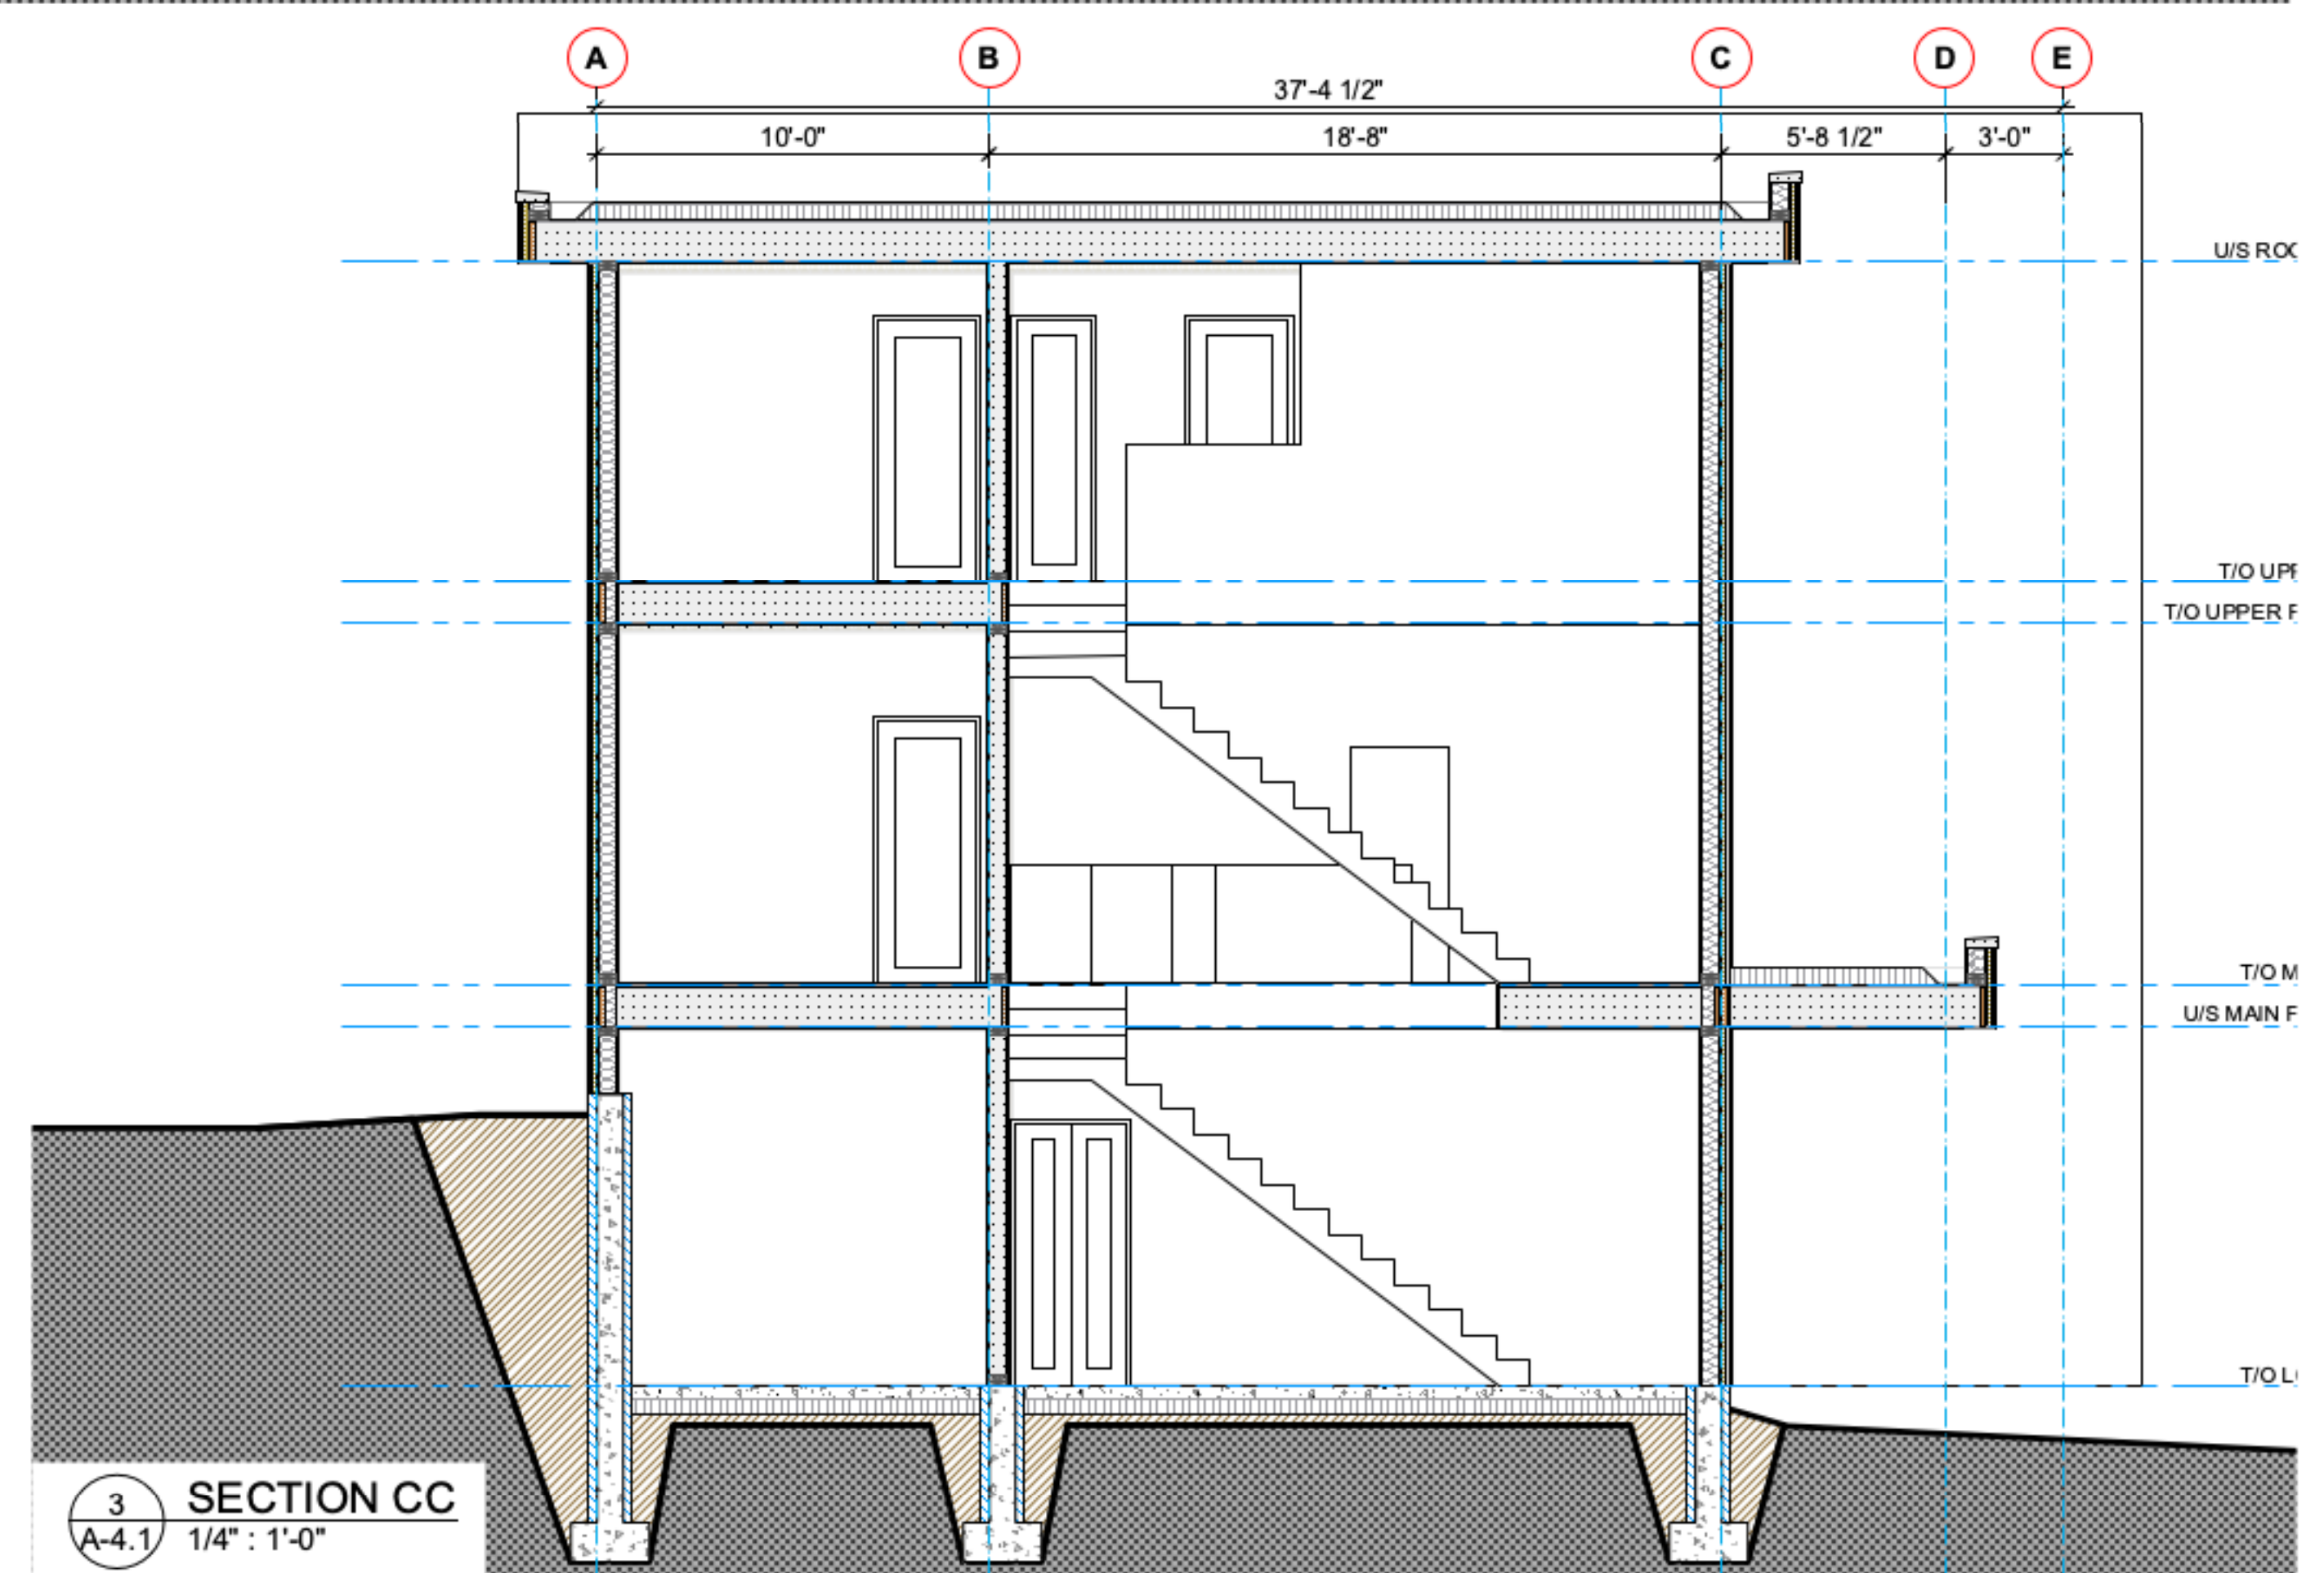 A B C D E
37'-4 1/2"
10'-0" 18'-8" 5'-8 1/2" 3'-0"
U/S
T/O
T/O UPPER
T/O
U/S MAIN
T/O
3
A-4.1
SECTION CC
1/4" : 1'-0"